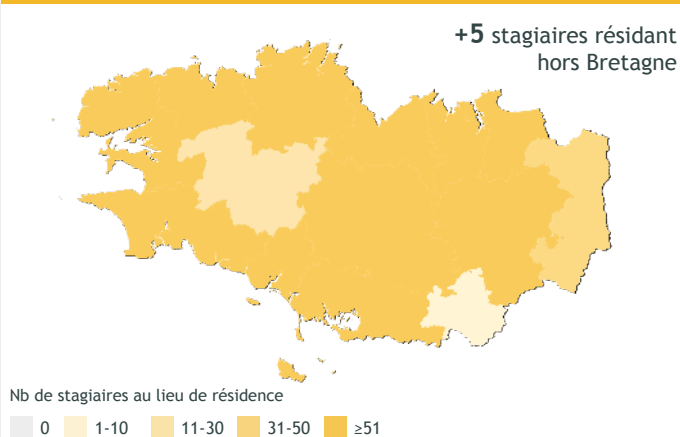 +5 stagiaires résidant
hors Bretagne
Nb de stagiaires au lieu de résidence
0 1-10 11-30 31-50 ≥51